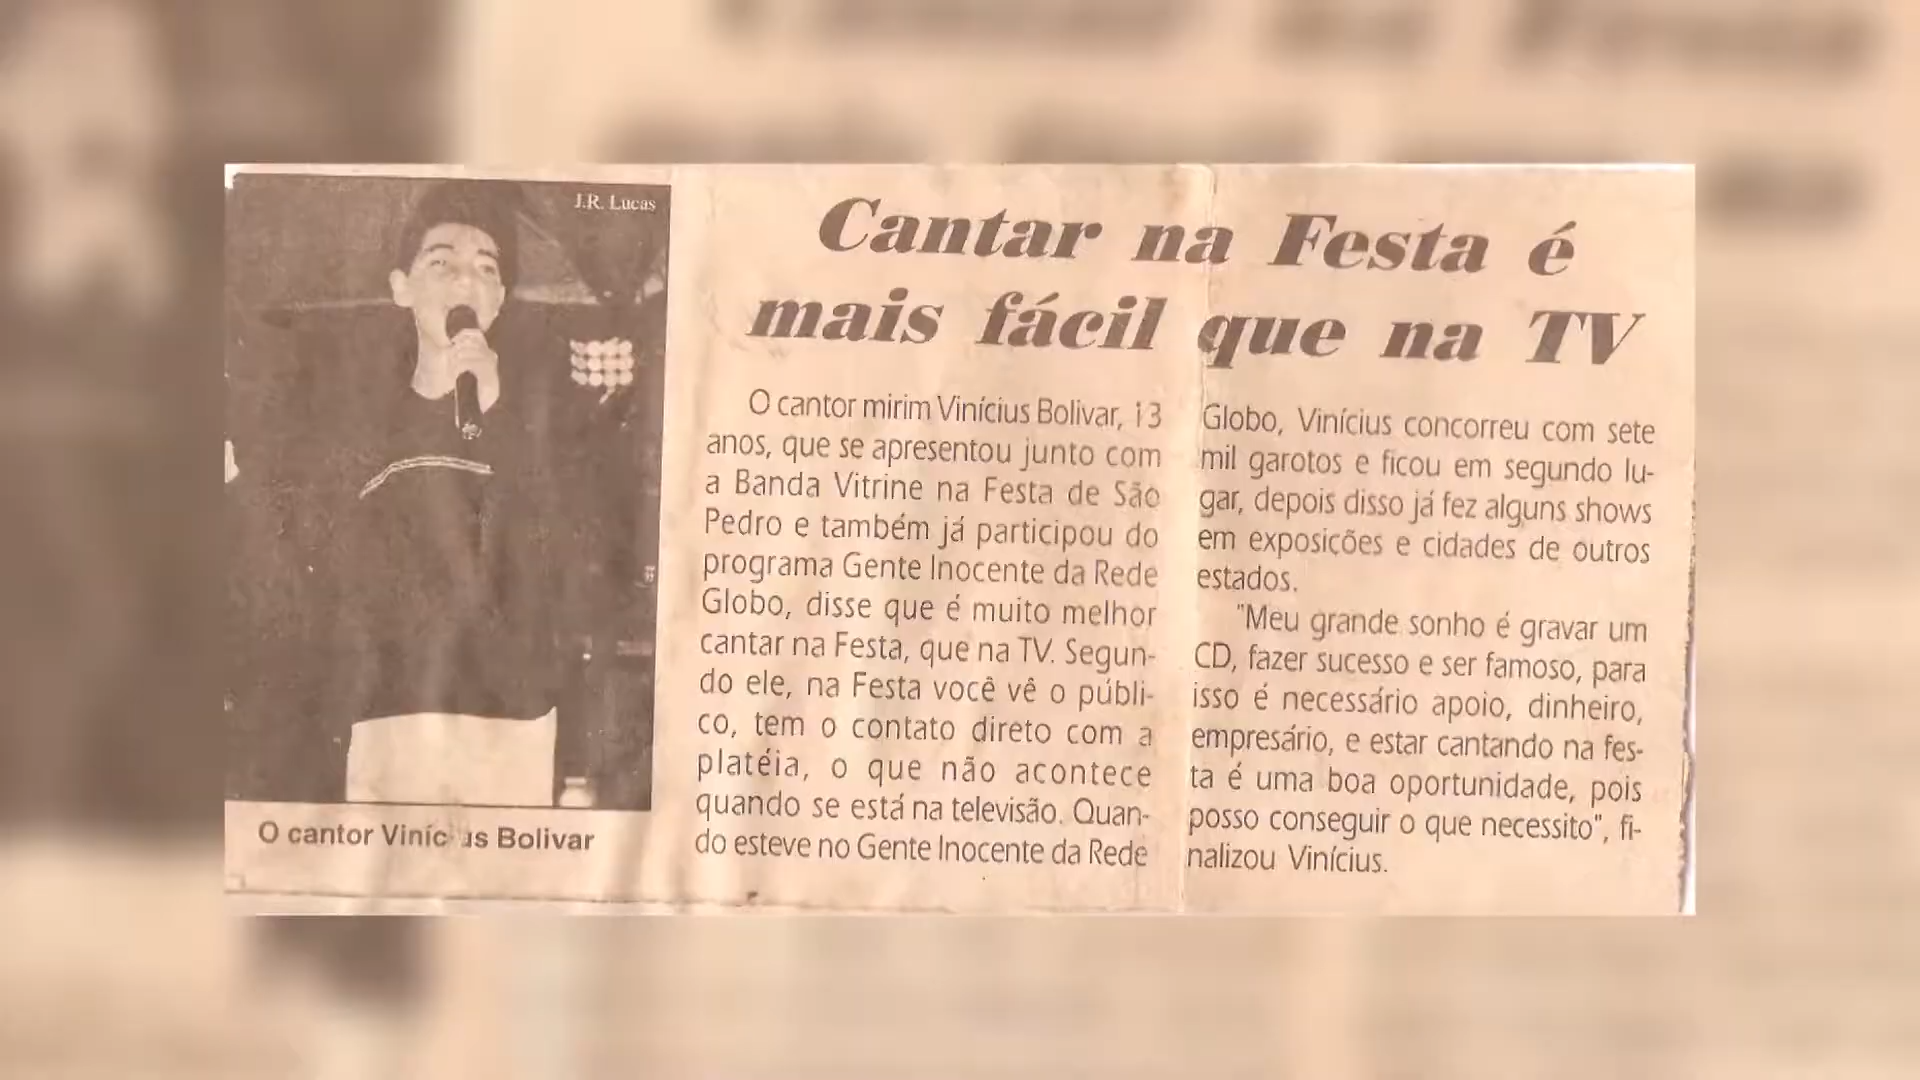 J.R. Lucas
Cantar na Festa é
mais fácil que na TV
O cantor mirim Vinícius Bolivar, 13
anos, que se apresentou junto com
a Banda Vitrine na Festa de São
Pedro e também já participou do
programa Gente Inocente da Rede
Globo, disse que é muito melhor
cantar na Festa, que na TV. Segun-
do ele, na Festa você vê o públi-
co, tem o contato direto com a
platéia, o que não acontece
quando se está na televisão. Quan-
do esteve no Gente Inocente da Rede
Globo, Vinícius concorreu com sete
mil garotos e ficou em segundo lu-
gar, depois disso já fez alguns shows
em exposições e cidades de outros
estados.
"Meu grande sonho é gravar um
CD, fazer sucesso e ser famoso, para
isso é necessário apoio, dinheiro,
empresário, e estar cantando na fes-
ta é uma boa oportunidade, pois
posso conseguir o que necessito", fi-
nalizou Vinícius.
O cantor Vinícius Bolivar